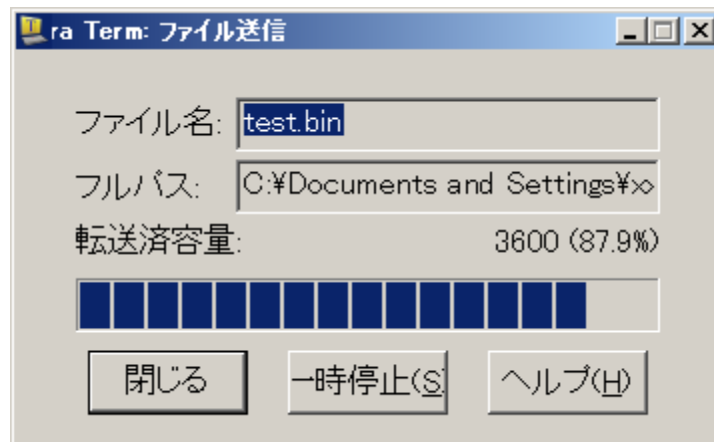 ra Term: ファイル送信
ファイル名: test.bin
フルパス: C:¥Documents and Settings¥
転送済容量: 3600 (87.9%)
閉じる 一時停止(S ヘルプ(H)